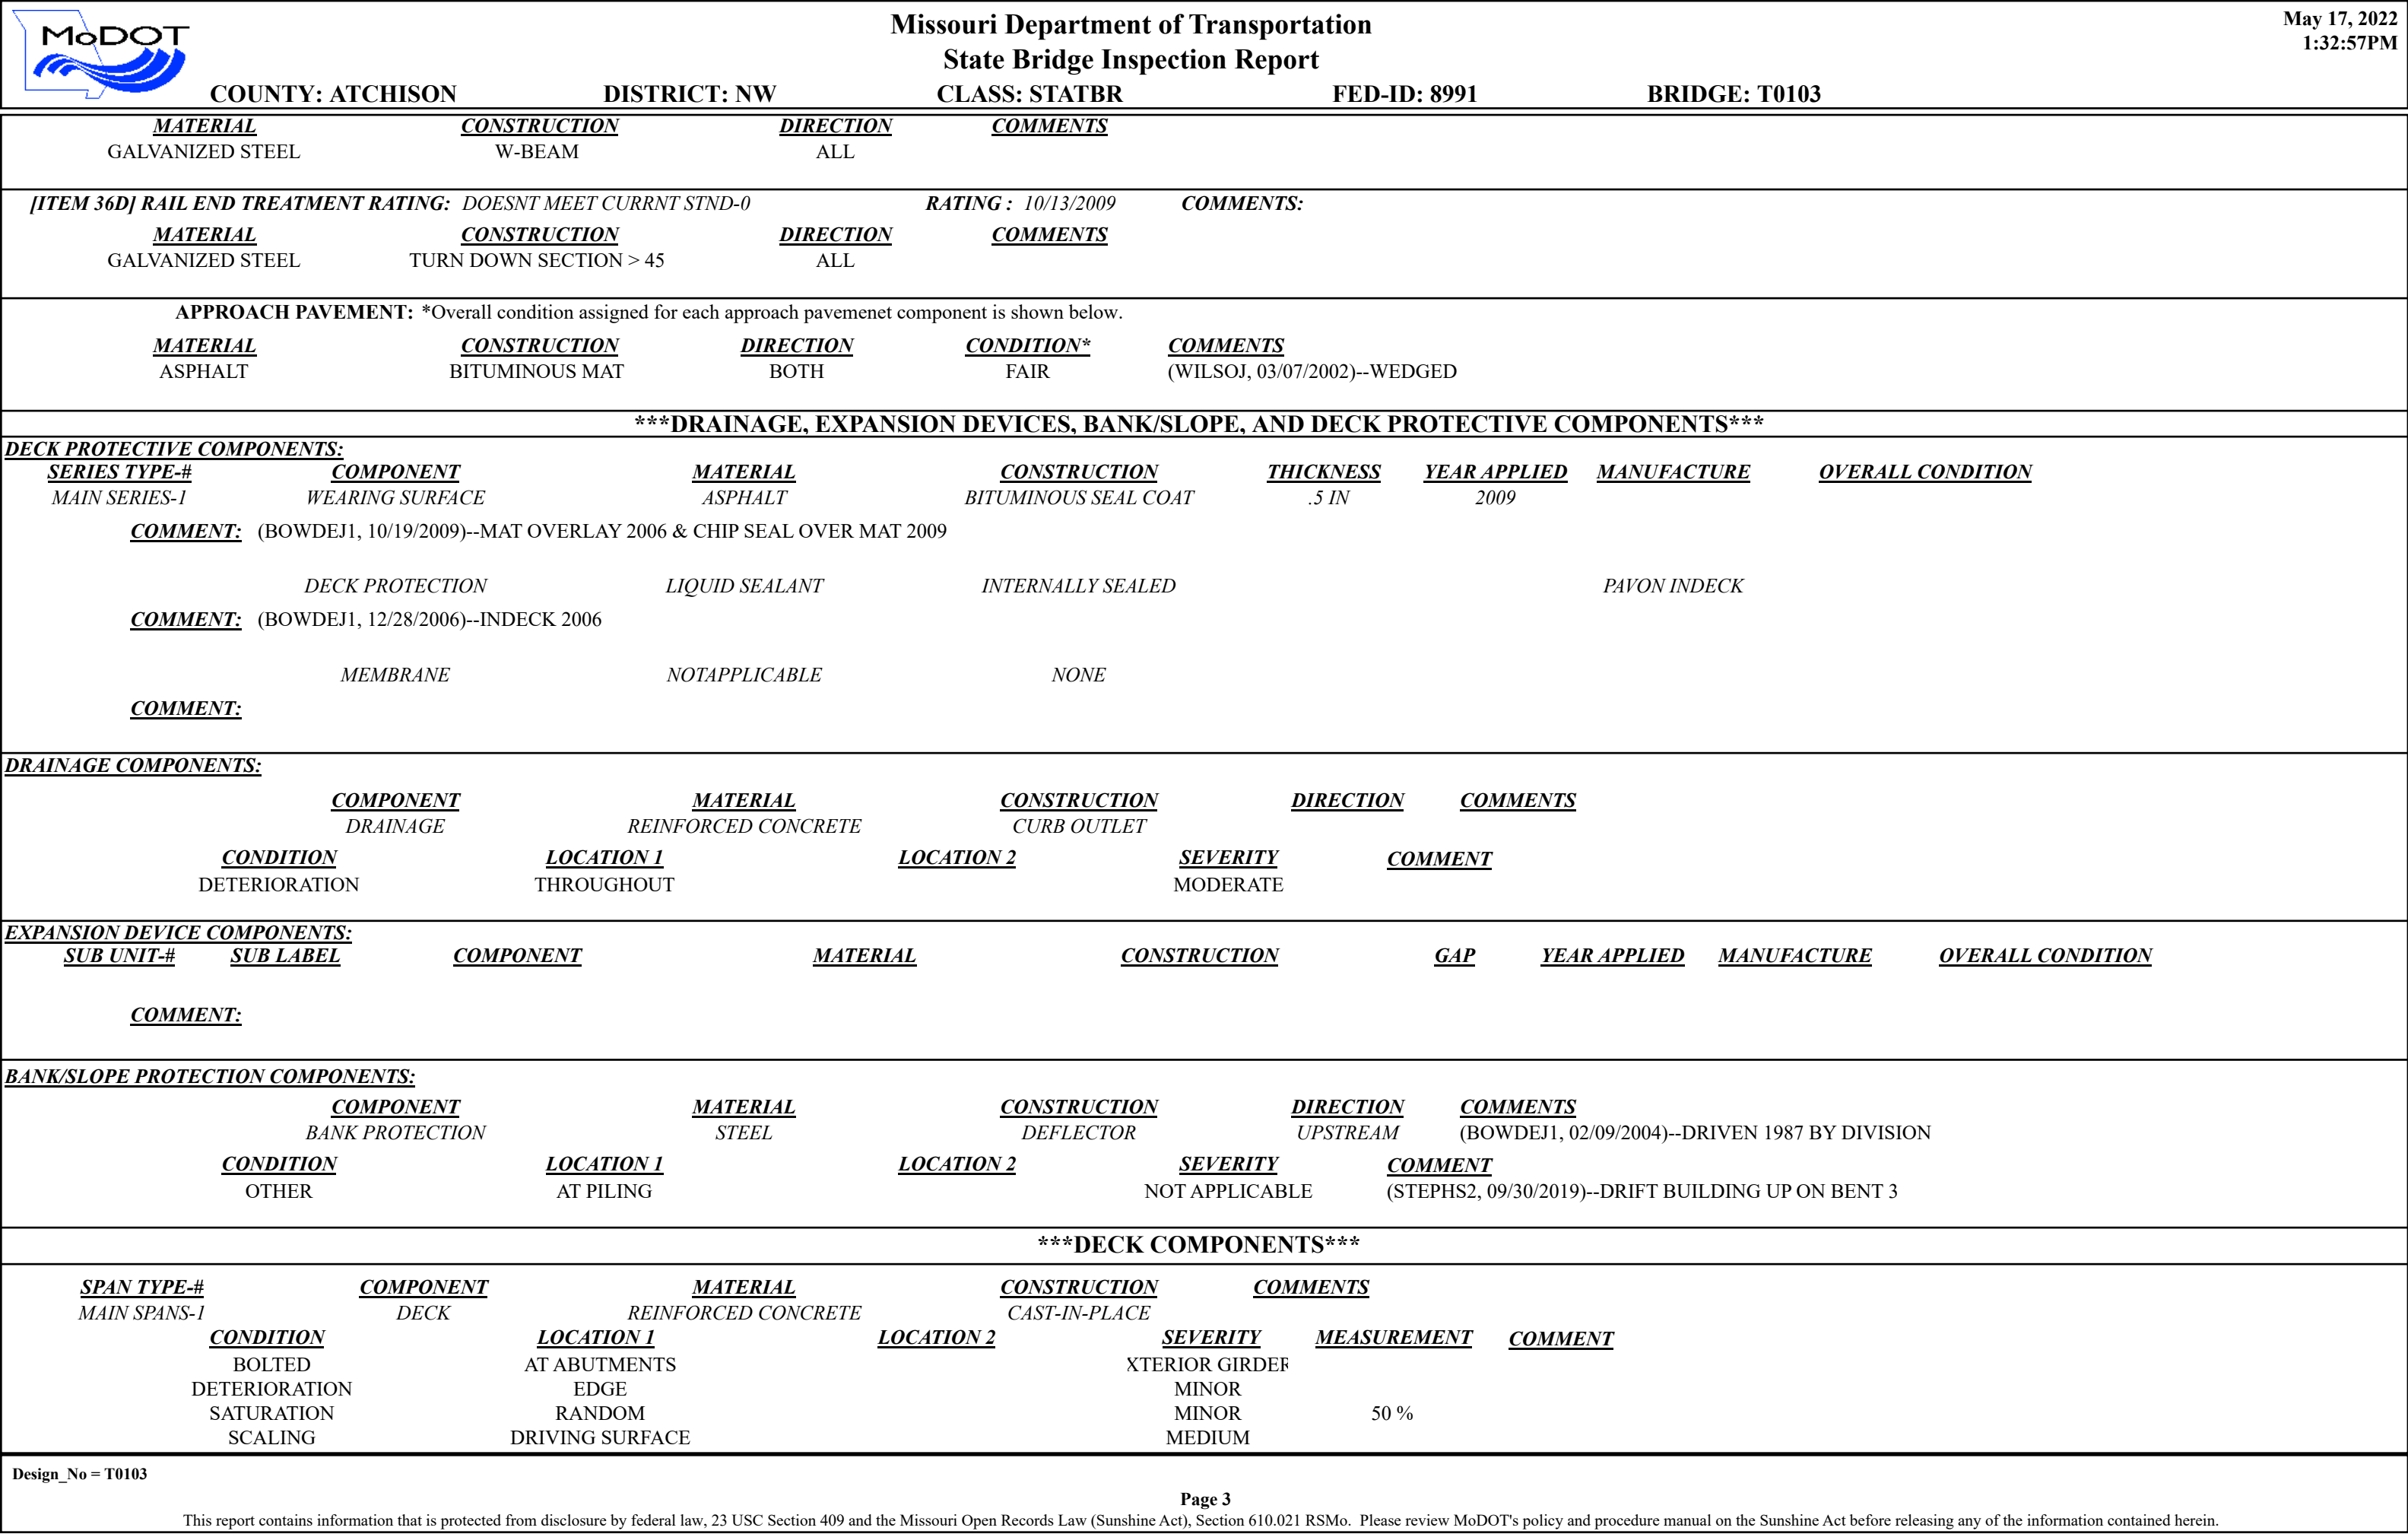 MoDOT
Missouri Department of Transportation
State Bridge Inspection Report
May 17, 2022
1:32:57PM
COUNTY: ATCHISON DISTRICT: NW CLASS: STATBR FED-ID: 8991 BRIDGE: T0103
MATERIAL CONSTRUCTION DIRECTION COMMENTS
GALVANIZED STEEL W-BEAM ALL
[ITEM 36D] RAIL END TREATMENT RATING: DOESNT MEET CURRNT STND-0 RATING : 10/13/2009 COMMENTS:
MATERIAL CONSTRUCTION DIRECTION COMMENTS
GALVANIZED STEEL TURN DOWN SECTION > 45 ALL
APPROACH PAVEMENT: *Overall condition assigned for each approach pavemenet component is shown below.
MATERIAL CONSTRUCTION DIRECTION CONDITION* COMMENTS
ASPHALT BITUMINOUS MAT BOTH FAIR (WILSOJ, 03/07/2002)--WEDGED
***DRAINAGE, EXPANSION DEVICES, BANK/SLOPE, AND DECK PROTECTIVE COMPONENTS***
DECK PROTECTIVE COMPONENTS:
SERIES TYPE-# COMPONENT MATERIAL CONSTRUCTION THICKNESS YEAR APPLIED MANUFACTURE OVERALL CONDITION
MAIN SERIES-1 WEARING SURFACE ASPHALT BITUMINOUS SEAL COAT .5 IN 2009
COMMENT: (BOWDEJ1, 10/19/2009)--MAT OVERLAY 2006 & CHIP SEAL OVER MAT 2009
DECK PROTECTION LIQUID SEALANT INTERNALLY SEALED PAVON INDECK
COMMENT: (BOWDEJ1, 12/28/2006)--INDECK 2006
MEMBRANE NOTAPPLICABLE NONE
COMMENT:
DRAINAGE COMPONENTS:
COMPONENT MATERIAL CONSTRUCTION DIRECTION COMMENTS
DRAINAGE REINFORCED CONCRETE CURB OUTLET
CONDITION LOCATION 1 LOCATION 2 SEVERITY COMMENT
DETERIORATION THROUGHOUT MODERATE
EXPANSION DEVICE COMPONENTS:
SUB UNIT-# SUB LABEL COMPONENT MATERIAL CONSTRUCTION GAP YEAR APPLIED MANUFACTURE OVERALL CONDITION
COMMENT:
BANK/SLOPE PROTECTION COMPONENTS:
COMPONENT MATERIAL CONSTRUCTION DIRECTION COMMENTS
BANK PROTECTION STEEL DEFLECTOR UPSTREAM (BOWDEJ1, 02/09/2004)--DRIVEN 1987 BY DIVISION
CONDITION LOCATION 1 LOCATION 2 SEVERITY COMMENT
OTHER AT PILING NOT APPLICABLE (STEPHS2, 09/30/2019)--DRIFT BUILDING UP ON BENT 3
***DECK COMPONENTS***
SPAN TYPE-# COMPONENT MATERIAL CONSTRUCTION COMMENTS
MAIN SPANS-1 DECK REINFORCED CONCRETE CAST-IN-PLACE
CONDITION LOCATION 1 LOCATION 2 SEVERITY MEASUREMENT COMMENT
BOLTED AT ABUTMENTS XTERIOR GIRDER
DETERIORATION EDGE MINOR
SATURATION RANDOM MINOR 50 %
SCALING DRIVING SURFACE MEDIUM
Design_No = T0103
Page 3
This report contains information that is protected from disclosure by federal law, 23 USC Section 409 and the Missouri Open Records Law (Sunshine Act), Section 610.021 RSMo. Please review MoDOT's policy and procedure manual on the Sunshine Act before releasing any of the information contained herein.